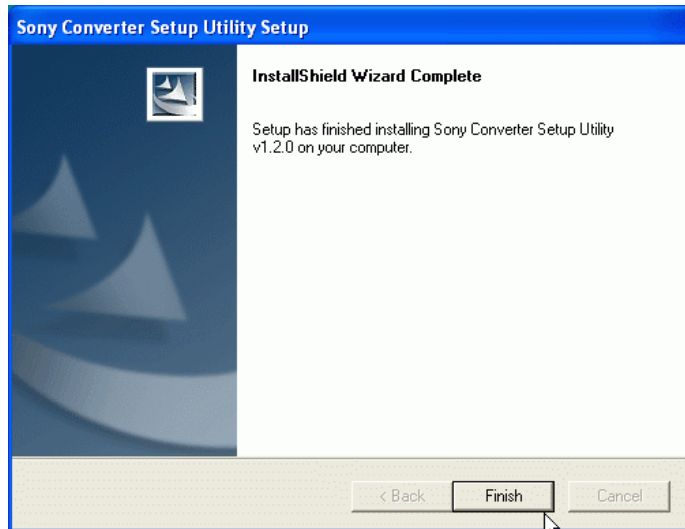 Sony Converter Setup Utility Setup
InstallShield Wizard Complete
Setup has finished installing Sony Converter Setup Utility
v1.2.0 on your computer.
< Back Finish Cancel